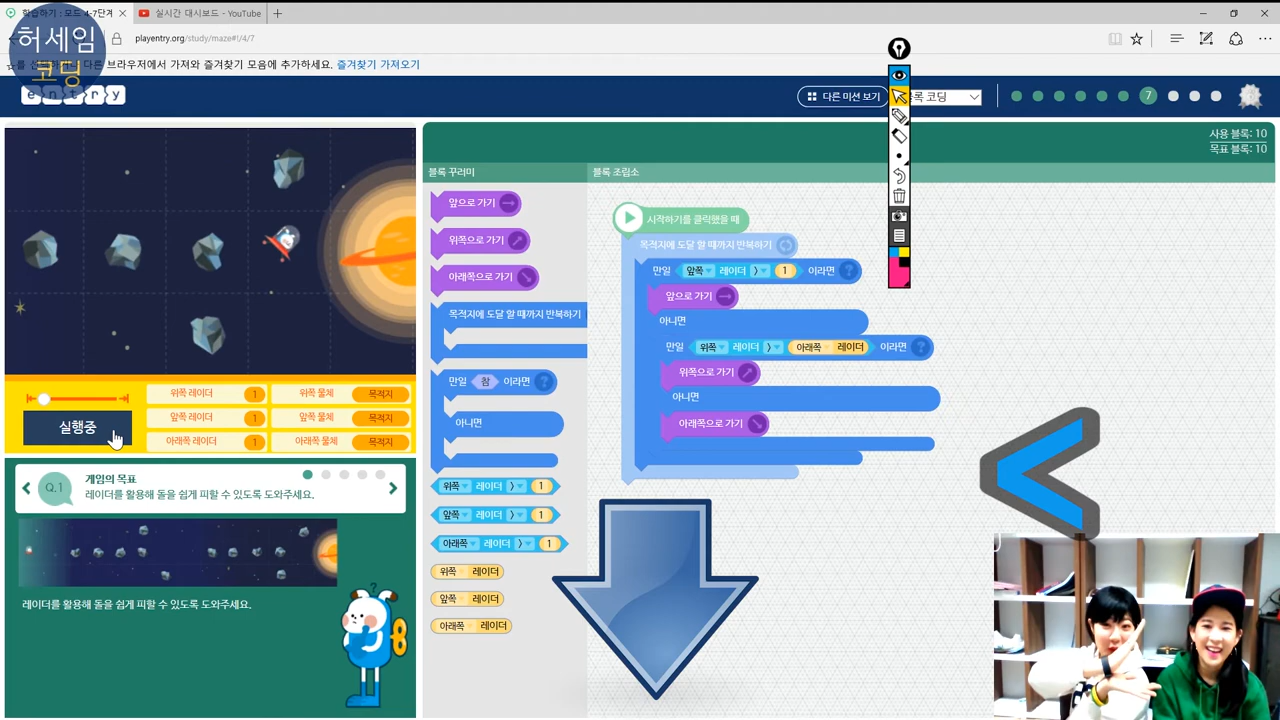 학습하기 : 모드 4-7단계
실시간 대시보드 - YouTube
허세임
코딩
playentry.org/study/maze#!/4/7
를 선택하거나, 다른 브라우저에서 가져와 즐겨찾기 모음에 추가하세요. 즐겨찾기 가져오기
entry
다른 미션 보기
블록 코딩
7
사용 블록: 10
목표 블록: 10
블록 꾸러미
블록 조립소
앞으로 가기
위쪽으로 가기
아래쪽으로 가기
목적지에 도달 할 때까지 반복하기
만일 참 이라면 ?
아니면
위쪽 레이더 > 1
앞쪽 레이더 > 1
아래쪽 레이더 > 1
위쪽 레이더
앞쪽 레이더
아래쪽 레이더
시작하기를 클릭했을 때
목적지에 도달 할 때까지 반복하기
만일 앞쪽 레이더 > 1 이라면 ?
앞으로 가기
아니면
만일 위쪽 레이더 > 아래쪽 레이더 이라면 ?
위쪽으로 가기
아니면
아래쪽으로 가기
실행중
위쪽 레이더 1 위쪽 물체 목적지
앞쪽 레이더 1 앞쪽 물체 목적지
아래쪽 레이더 1 아래쪽 물체 목적지
Q.1
게임의 목표
레이더를 활용해 돌을 쉽게 피할 수 있도록 도와주세요.
레이더를 활용해 돌을 쉽게 피할 수 있도록 도와주세요.
?
<